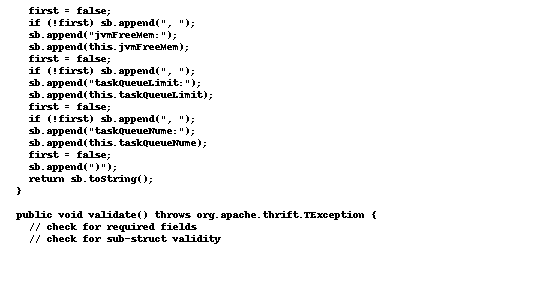 first = false;
if (!first) sb.append(", ");
sb.append("jvmFreeMem:");
sb.append(this.jvmFreeMem);
first = false;
if (!first) sb.append(", ");
sb.append("taskQueueLimit:");
sb.append(this.taskQueueLimit);
first = false;
if (!first) sb.append(", ");
sb.append("taskQueueNume:");
sb.append(this.taskQueueNume);
first = false;
sb.append(")");
return sb.toString();
}
public void validate() throws org.apache.thrift.TException {
// check for required fields
// check for sub-struct validity